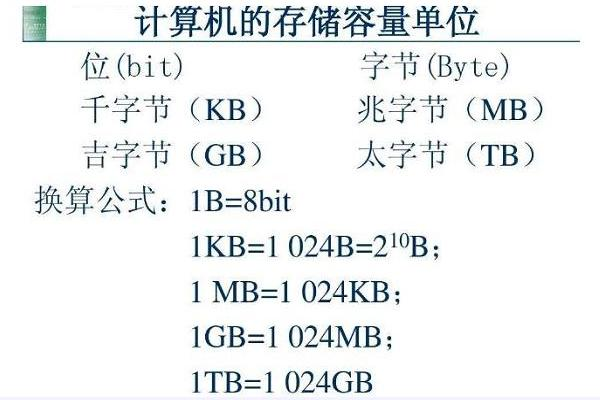 计算机的存储容量单位
位(bit) 字节(Byte)
千字节（KB） 兆字节（MB）
吉字节（GB） 太字节（TB）
换算公式：1B=8bit
1KB=1 024B=2¹⁰B；
1 MB=1 024KB；
1GB=1 024MB；
1TB=1 024GB